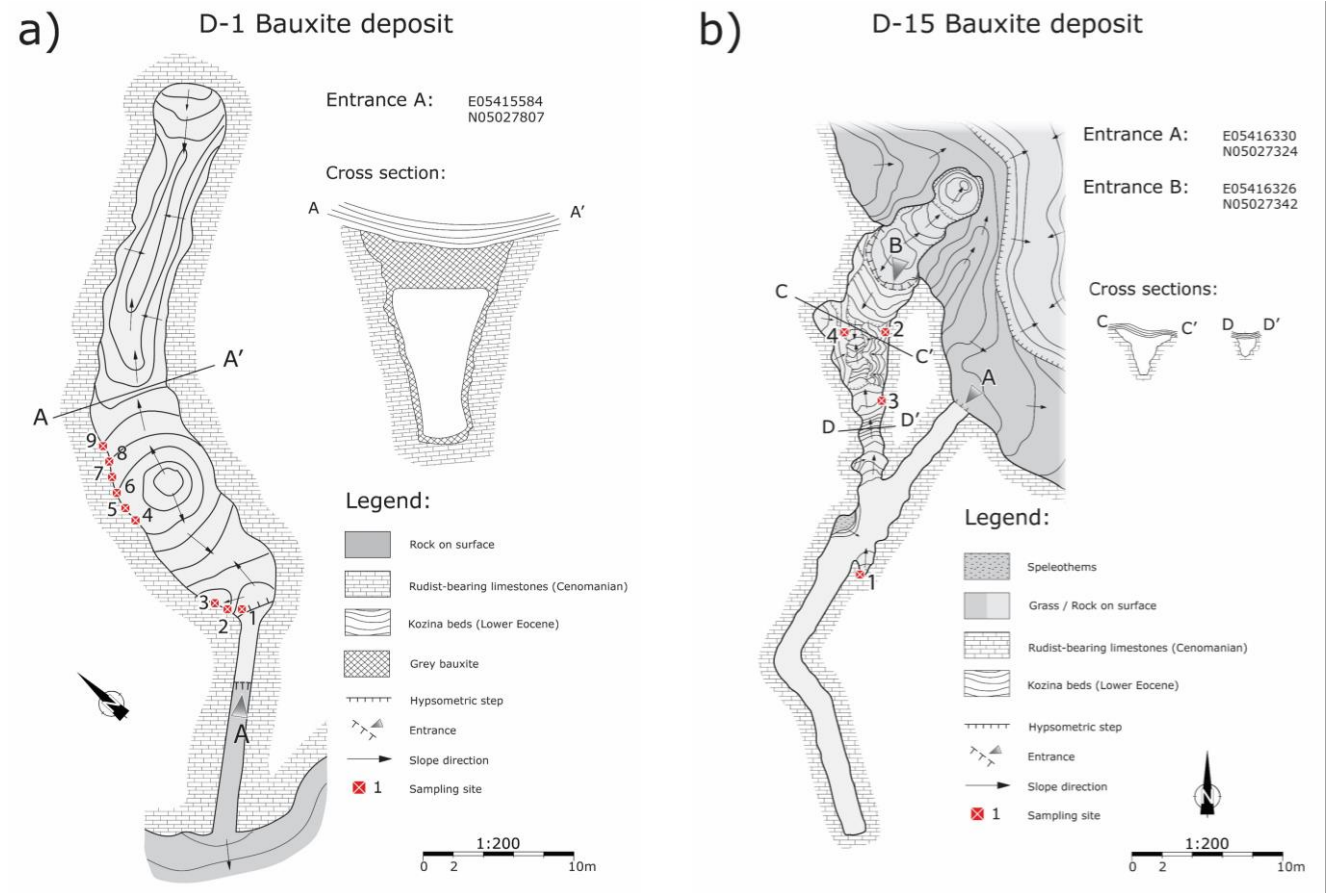 a)
D-1 Bauxite deposit
Entrance A:
E05415584
N05027807
Cross section:
A
A'
A'
A
9
8
7
6
5
4
3
2
1
A
Legend:
Rock on surface
Rudist-bearing limestones (Cenomanian)
Kozina beds (Lower Eocene)
Grey bauxite
Hypsometric step
Entrance
Slope direction
1 Sampling site
N
1:200
0 2 10m
b)
D-15 Bauxite deposit
Entrance A:
E05416330
N05027324
Entrance B:
E05416326
N05027342
B
C
4
2
C'
A
3
D
D'
1
Cross sections:
C
C'
D
D'
Legend:
Speleothems
Grass / Rock on surface
Rudist-bearing limestones (Cenomanian)
Kozina beds (Lower Eocene)
Hypsometric step
Entrance
Slope direction
1 Sampling site
N
1:200
0 2 10m